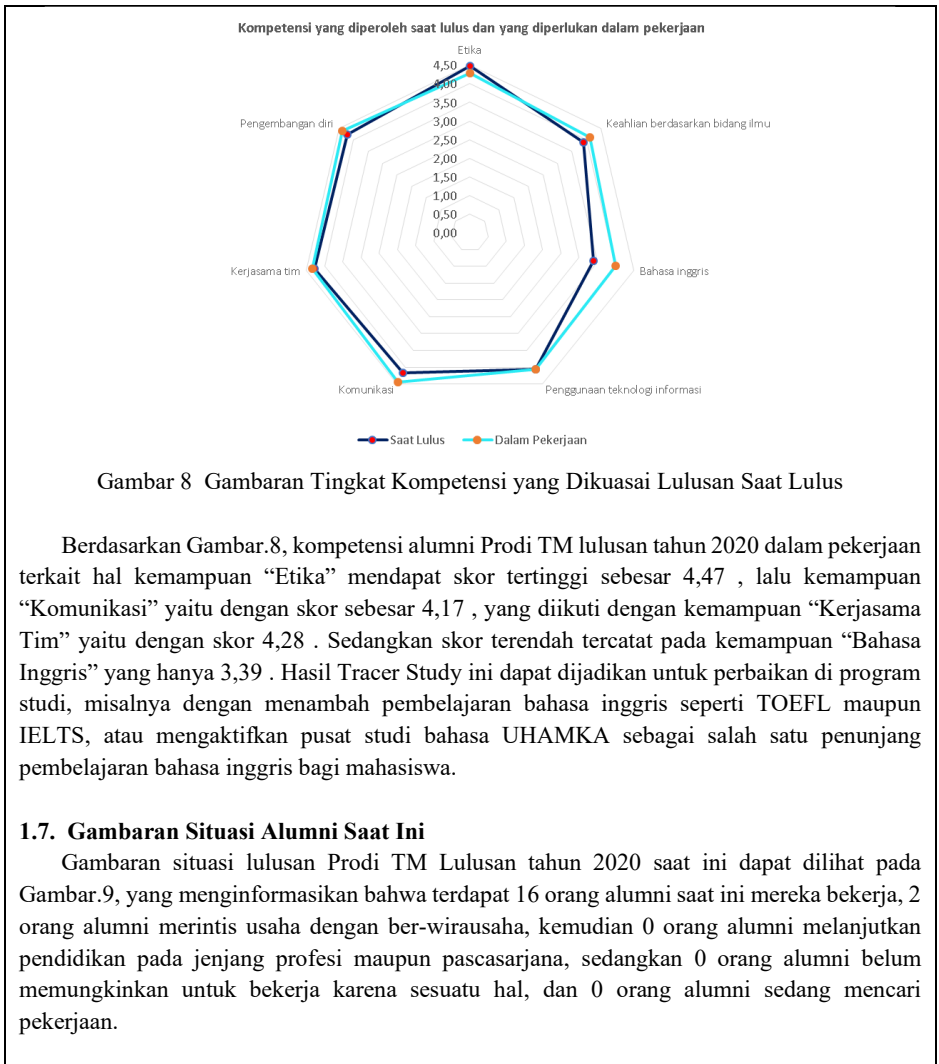 Kompetensi yang diperoleh saat lulus dan yang diperlukan dalam pekerjaan
Etika
4,50
4,00
3,50
3,00
2,50
2,00
1,50
1,00
0,50
0,00
Pengembangan diri
Keahlian berdasarkan bidang ilmu
Kerjasama tim
Bahasa inggris
Komunikasi
Penggunaan teknologi informasi
Saat Lulus
Dalam Pekerjaan
Gambar 8 Gambaran Tingkat Kompetensi yang Dikuasai Lulusan Saat Lulus
Berdasarkan Gambar.8, kompetensi alumni Prodi TM lulusan tahun 2020 dalam pekerjaan
terkait hal kemampuan “Etika” mendapat skor tertinggi sebesar 4,47 , lalu kemampuan
“Komunikasi” yaitu dengan skor sebesar 4,17 , yang diikuti dengan kemampuan “Kerjasama
Tim” yaitu dengan skor 4,28 . Sedangkan skor terendah tercatat pada kemampuan “Bahasa
Inggris” yang hanya 3,39 . Hasil Tracer Study ini dapat dijadikan untuk perbaikan di program
studi, misalnya dengan menambah pembelajaran bahasa inggris seperti TOEFL maupun
IELTS, atau mengaktifkan pusat studi bahasa UHAMKA sebagai salah satu penunjang
pembelajaran bahasa inggris bagi mahasiswa.
1.7. Gambaran Situasi Alumni Saat Ini
Gambaran situasi lulusan Prodi TM Lulusan tahun 2020 saat ini dapat dilihat pada
Gambar.9, yang menginformasikan bahwa terdapat 16 orang alumni saat ini mereka bekerja, 2
orang alumni merintis usaha dengan ber-wirausaha, kemudian 0 orang alumni melanjutkan
pendidikan pada jenjang profesi maupun pascasarjana, sedangkan 0 orang alumni belum
memungkinkan untuk bekerja karena sesuatu hal, dan 0 orang alumni sedang mencari
pekerjaan.